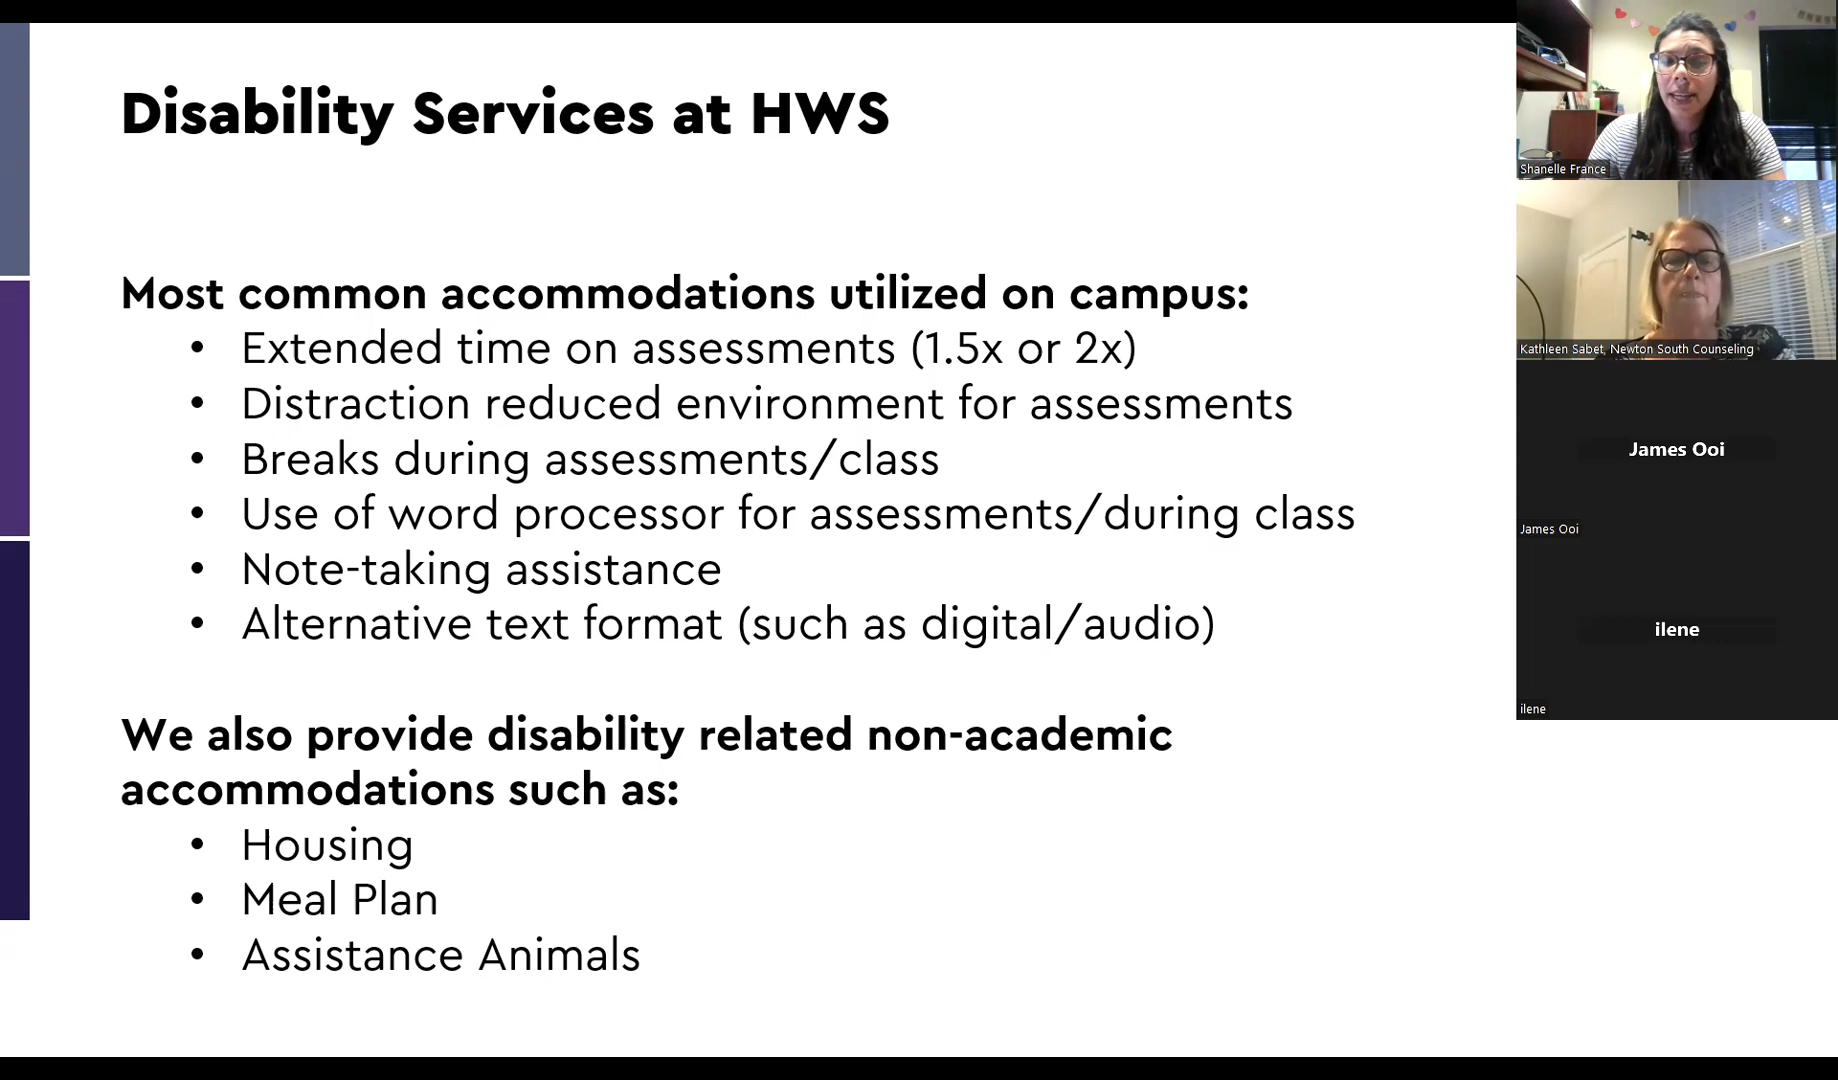 Disability Services at HWS
Most common accommodations utilized on campus:
• Extended time on assessments (1.5x or 2x)
• Distraction reduced environment for assessments
• Breaks during assessments/class
• Use of word processor for assessments/during class
• Note-taking assistance
• Alternative text format (such as digital/audio)
We also provide disability related non-academic
accommodations such as:
• Housing
• Meal Plan
• Assistance Animals
Shanelle France
Kathleen Sabet, Newton South Counseling
James Ooi
James Ooi
ilene
ilene